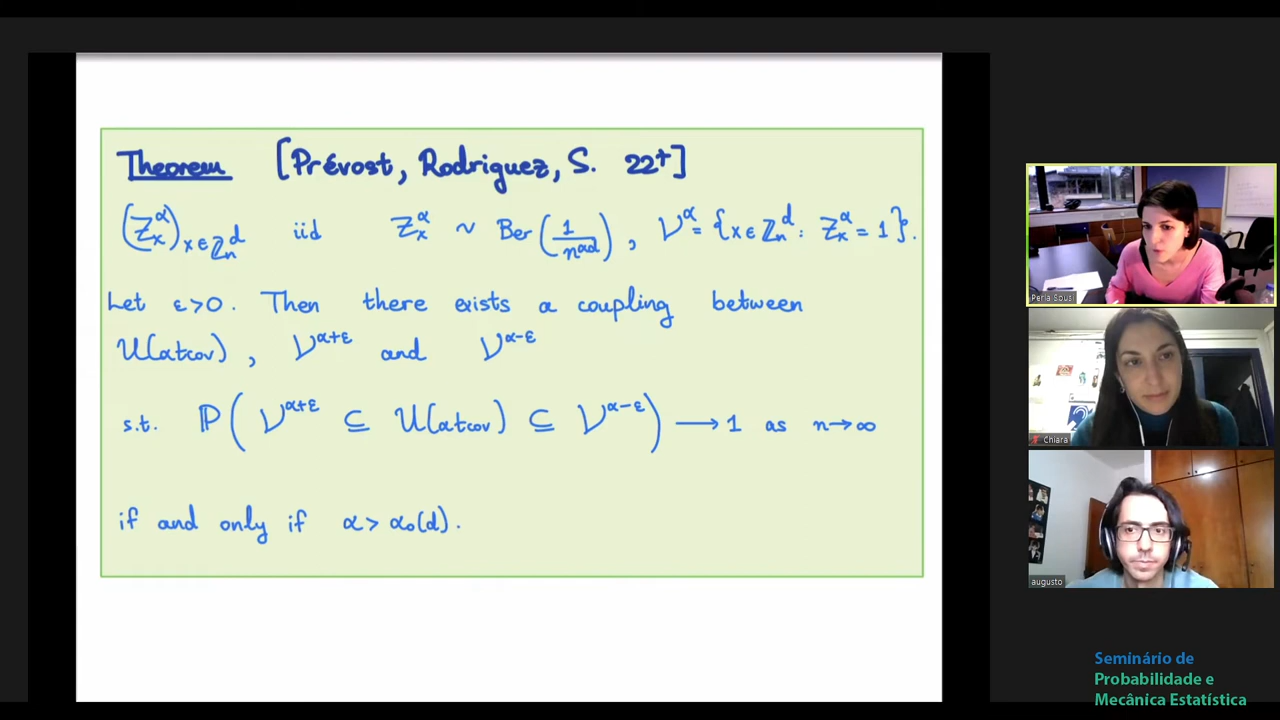 Theorem [Prévost, Rodriguez, S. 22+]
(Z_x^α)_{x∈ℤ_n^d} iid Z_x^α ~ Ber(1/n^{αd}), 𝒱^α = {x∈ℤ_n^d : Z_x^α = 1}.
Let ε>0. Then there exists a coupling between
𝒰(αt_cov), 𝒱^{α+ε} and 𝒱^{α-ε}
s.t. ℙ(𝒱^{α+ε} ⊆ 𝒰(αt_cov) ⊆ 𝒱^{α-ε}) → 1 as n→∞
if and only if α > α_0(d).
Perla Sousi
Chiara
augusto
Seminário de
Probabilidade e
Mecânica Estatística